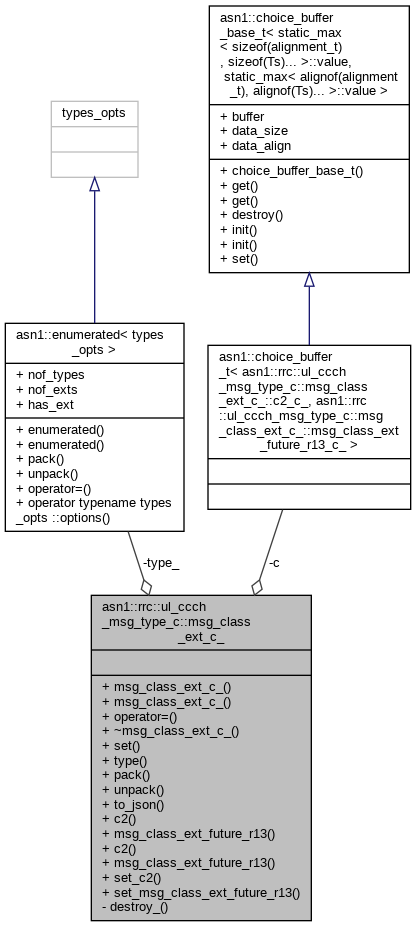 asn1::choice_buffer
_base_t< static_max
< sizeof(alignment_t)
, sizeof(Ts)... >::value,
static_max< alignof(alignment
_t), alignof(Ts)... >::value >
+ buffer
+ data_size
+ data_align
+ choice_buffer_base_t()
+ get()
+ get()
+ destroy()
+ init()
+ init()
+ set()
types_opts
asn1::enumerated< types
_opts >
+ nof_types
+ nof_exts
+ has_ext
+ enumerated()
+ enumerated()
+ pack()
+ unpack()
+ operator=()
+ operator typename types
_opts ::options()
asn1::choice_buffer
_t< asn1::rrc::ul_ccch
_msg_type_c::msg_class
_ext_c_::c2_c_, asn1::rrc
::ul_ccch_msg_type_c::msg
_class_ext_c_::msg_class_ext
_future_r13_c_ >
-type_
-c
asn1::rrc::ul_ccch
_msg_type_c::msg_class
_ext_c_
+ msg_class_ext_c_()
+ msg_class_ext_c_()
+ operator=()
+ ~msg_class_ext_c_()
+ set()
+ type()
+ pack()
+ unpack()
+ to_json()
+ c2()
+ msg_class_ext_future_r13()
+ c2()
+ msg_class_ext_future_r13()
+ set_c2()
+ set_msg_class_ext_future_r13()
- destroy_()